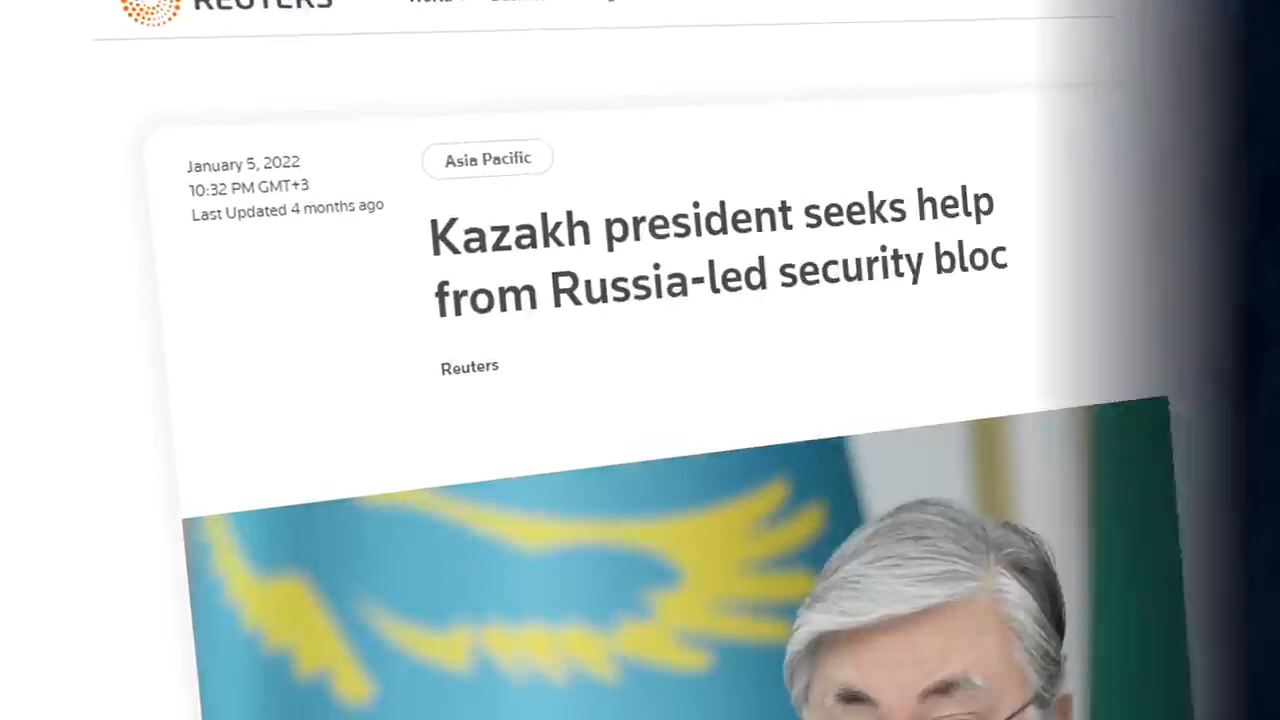 REUTERS
January 5, 2022
10:32 PM GMT+3
Last Updated 4 months ago
Asia Pacific
Kazakh president seeks help
from Russia-led security bloc
Reuters